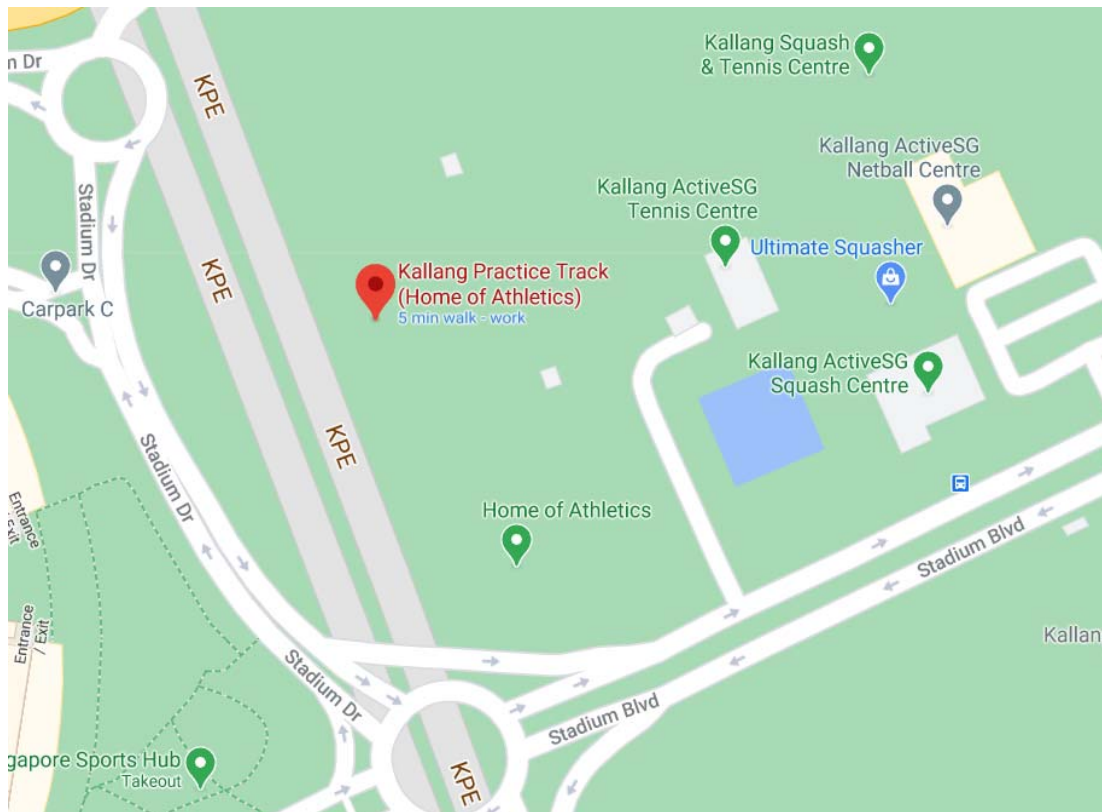 m Dr
KPE
Kallang Squash
& Tennis Centre
Kallang ActiveSG
Netball Centre
Kallang ActiveSG
Tennis Centre
Stadium Dr
Stadium Dr
KPE
Ultimate Squasher
Carpark C
Kallang Practice Track
(Home of Athletics)
5 min walk - work
Kallang ActiveSG
Squash Centre
KPE
Stadium Dr
Entrance
/ Exit
Home of Athletics
Stadium Blvd
Entrance
/ Exit
Kallan
Stadium Dr
Stadium Blvd
gapore Sports Hub
Takeout
KPE